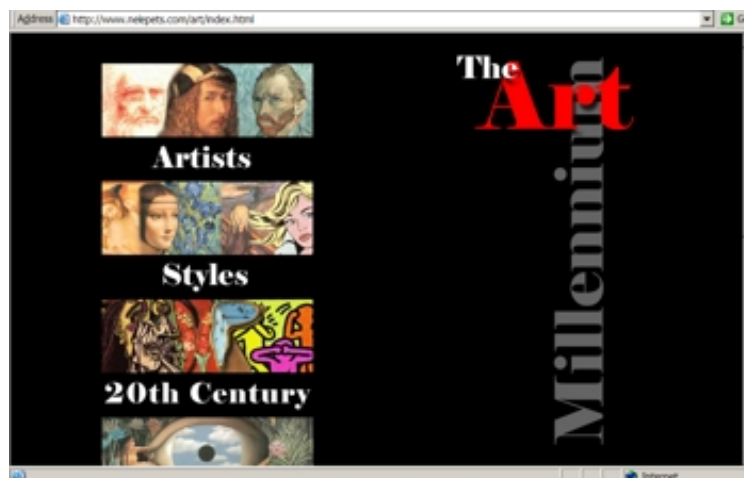 Address http://www.nelepets.com/art/index.html
The
Art
Millennium
Artists
Styles
20th Century
Internet